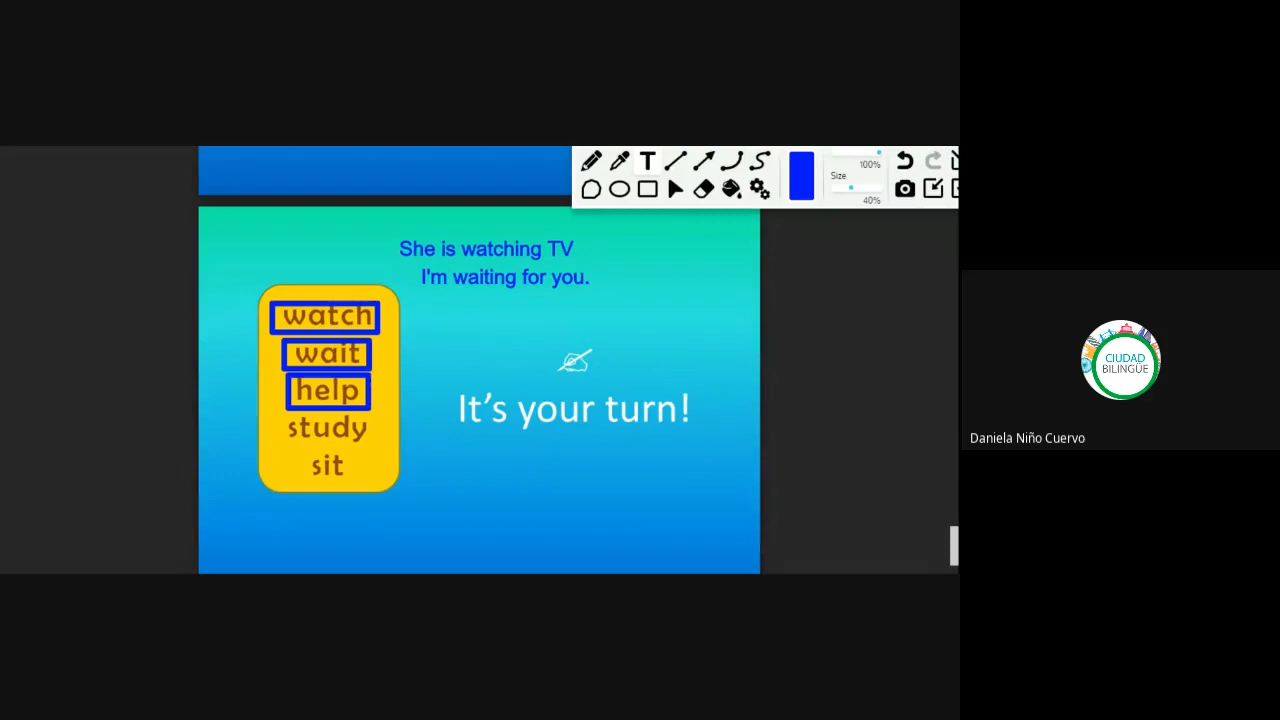 T
100%
Size
40%
She is watching TV
I'm waiting for you.
watch
wait
help
study
sit
It's your turn!
CIUDAD
BILINGÜE
Daniela Niño Cuervo